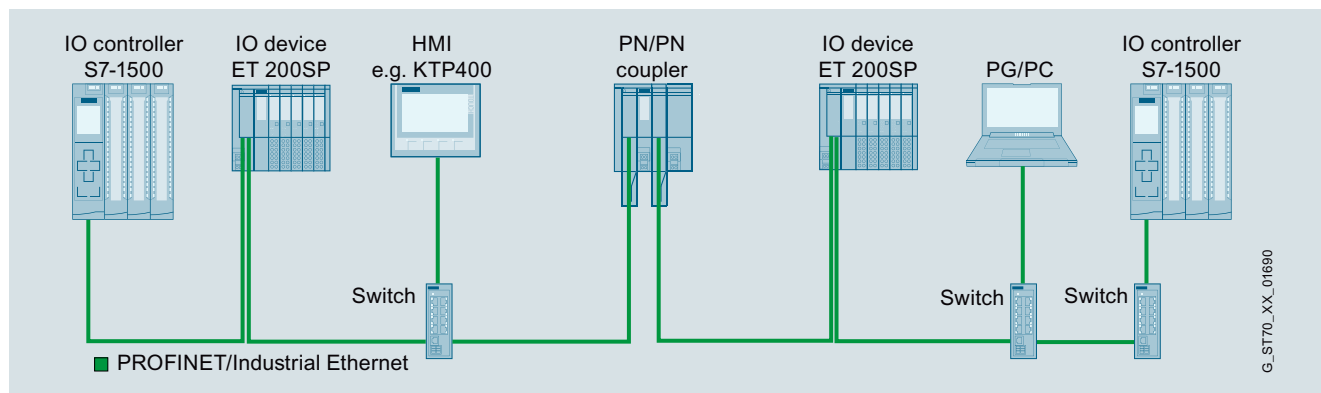 IO controller
S7-1500
IO device
ET 200SP
HMI
e.g. KTP400
PN/PN
coupler
IO device
ET 200SP
PG/PC
IO controller
S7-1500
Switch
Switch
Switch
PROFINET/Industrial Ethernet
G_ST70_XX_01690